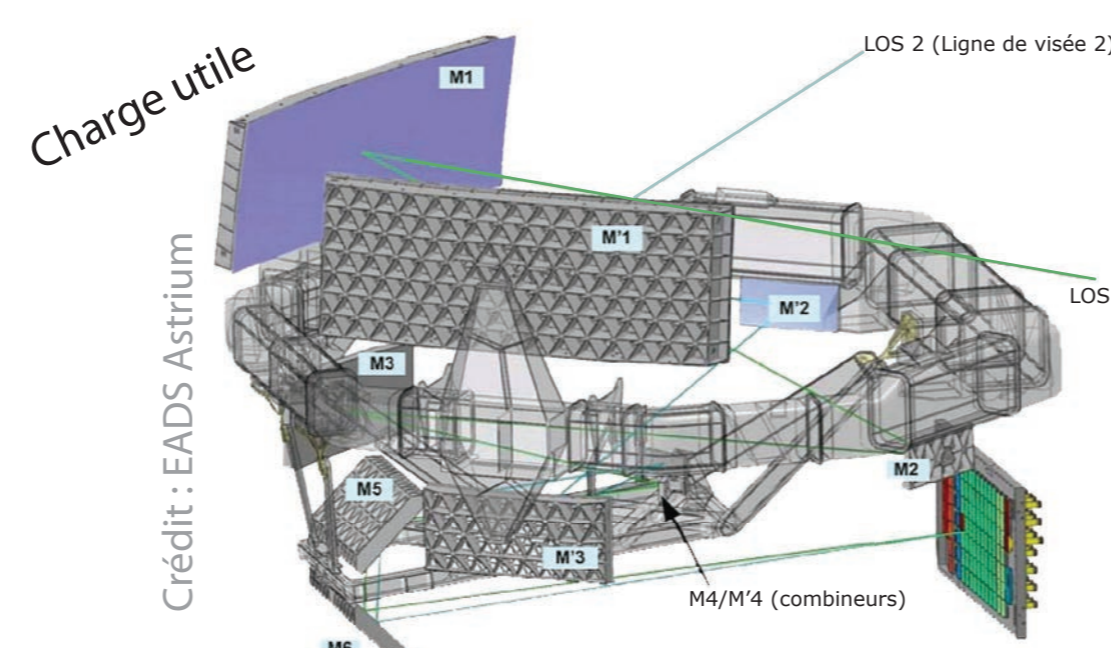 LOS 2 (Ligne de visée 2)
Charge utile
M1
M'1
LOS
M'2
M3
M2
M5
M'3
M4/M'4 (combineurs)
M6
Crédit : EADS Astrium